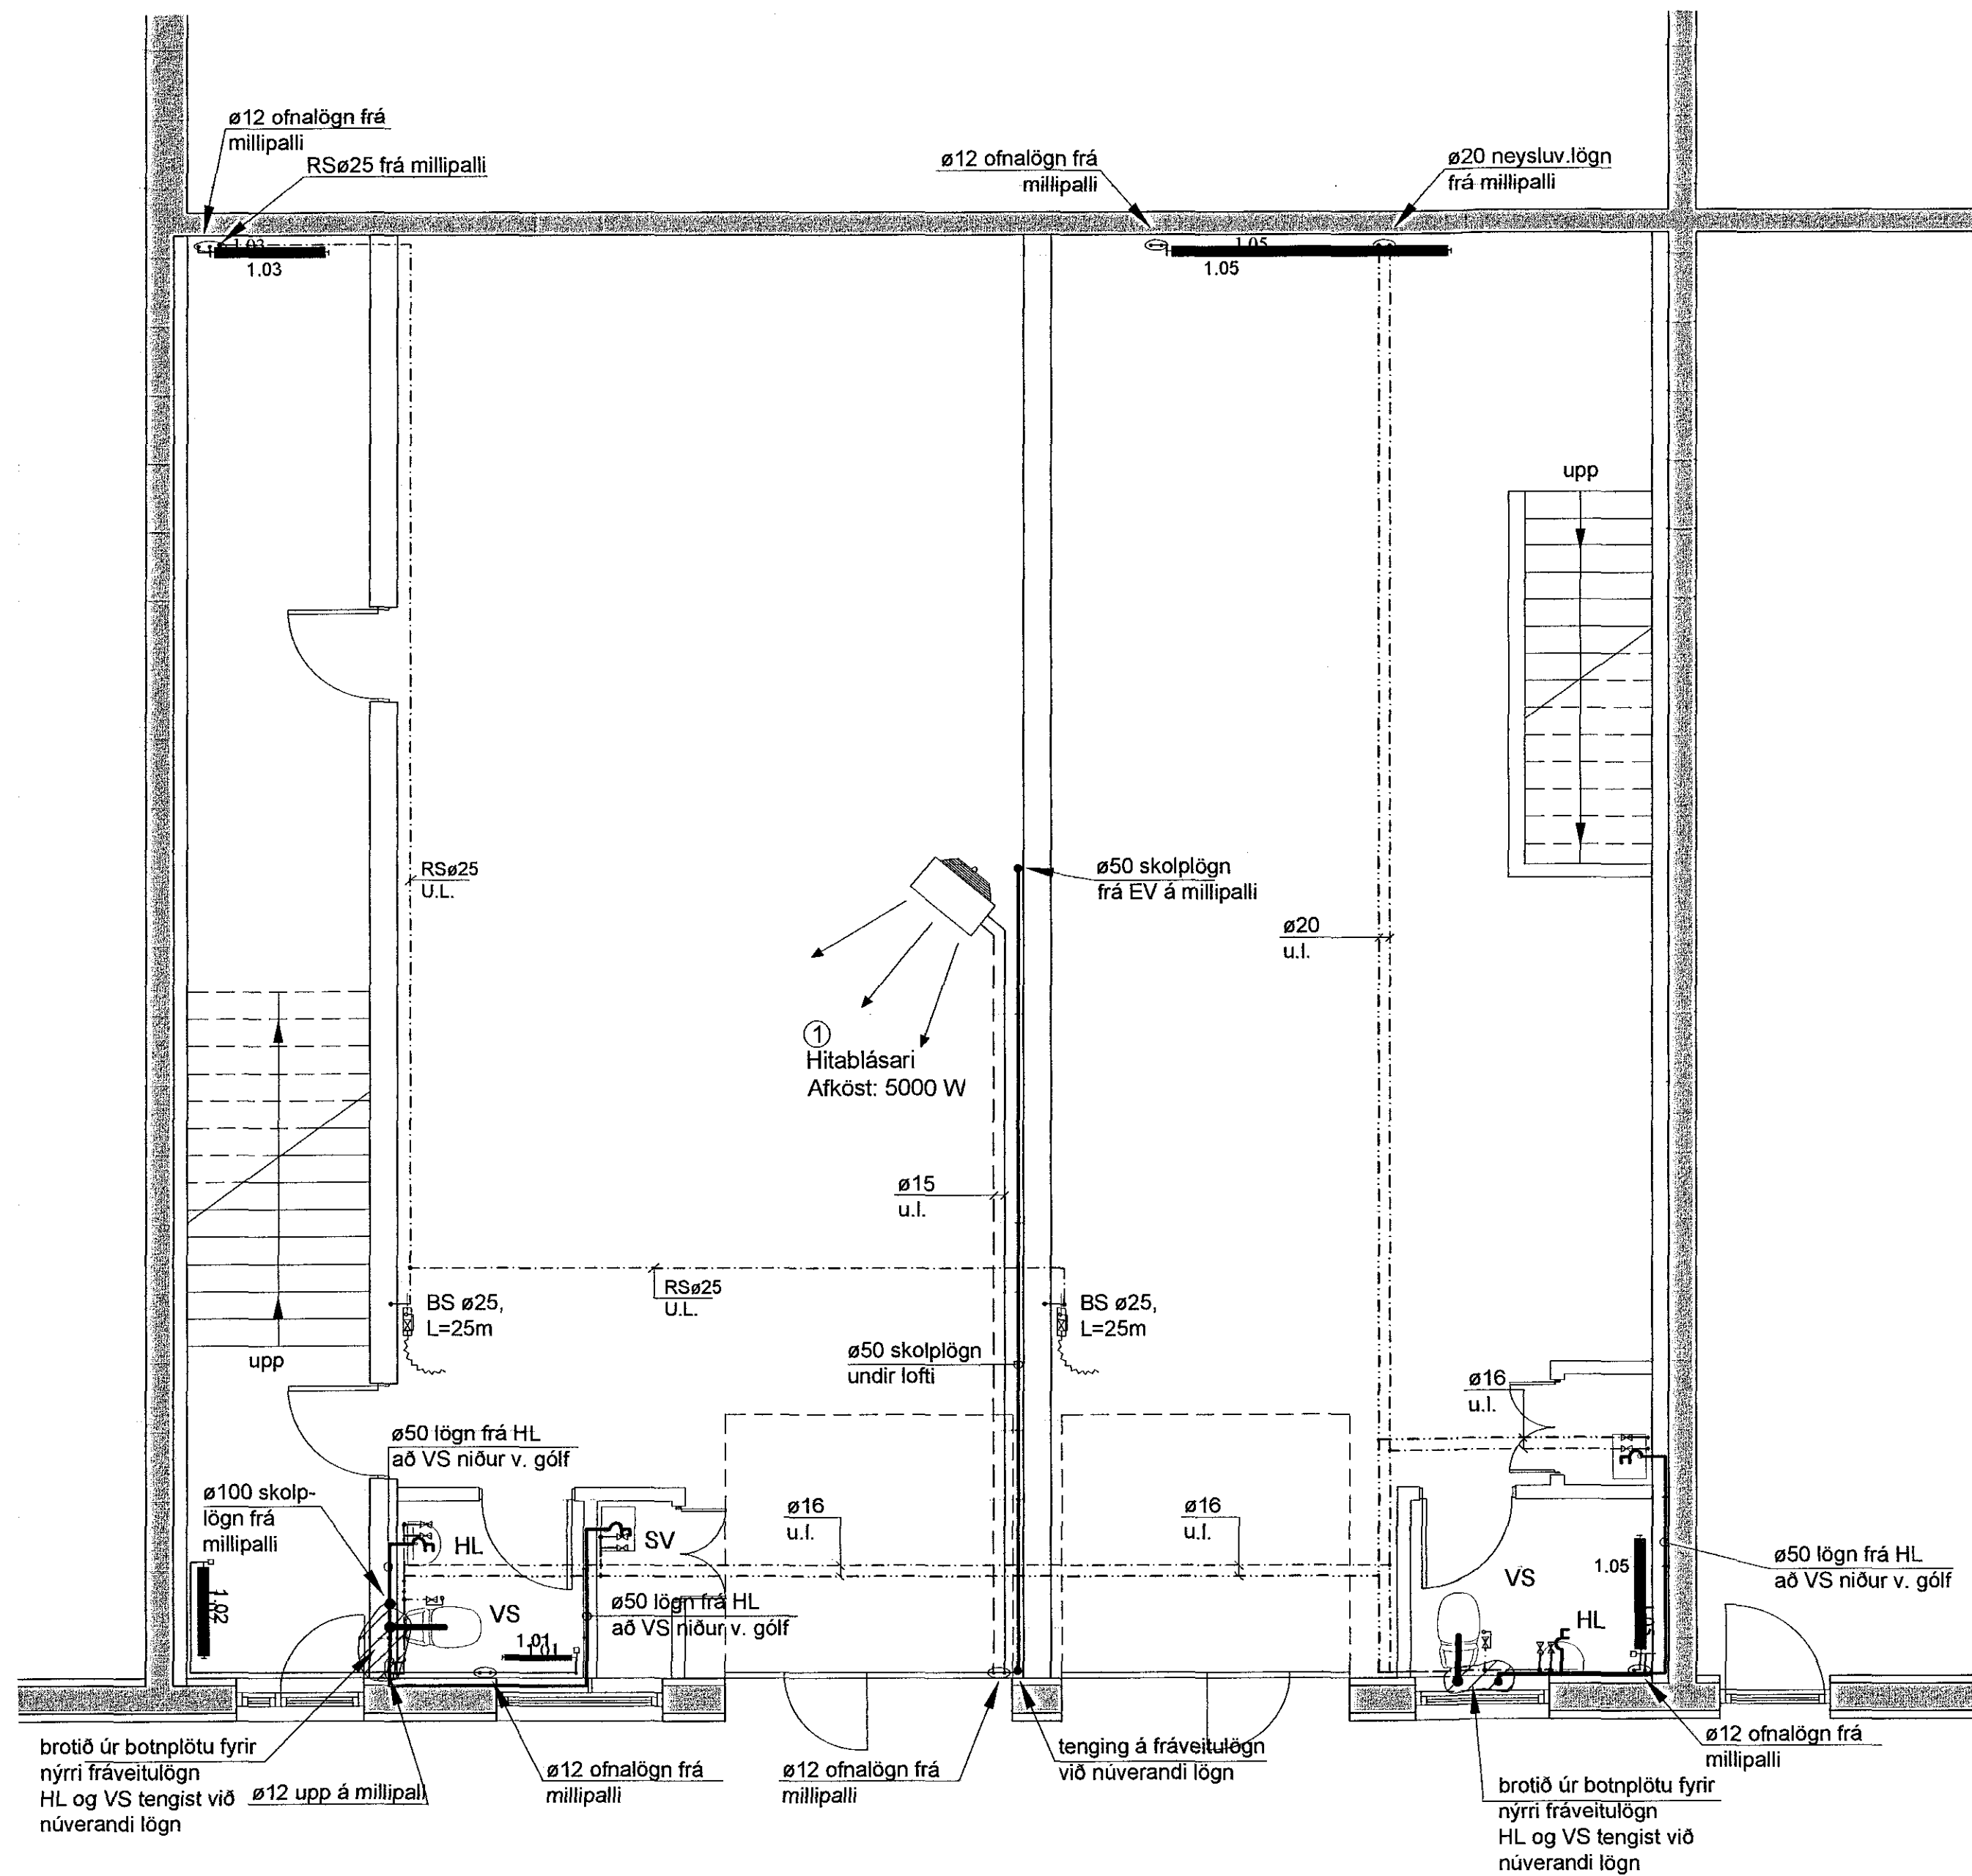 ø12 ofnalögn frá
millipalli
RSø25 frá millipalli
ø12 ofnalögn frá
millipalli
ø20 neysluv.lögn
frá millipalli
1.03
1.03
1.05
1.05
upp
RSø25
U.L.
ø50 skolplögn
frá EV á millipalli
ø20
u.l.
1
Hitablásari
Afköst: 5000 W
ø15
u.l.
BS ø25,
L=25m
RSø25
U.L.
BS ø25,
L=25m
upp
ø50 skolplögn
undir lofti
ø16
u.l.
ø50 lögn frá HL
að VS niður v. gólf
ø100 skolp-
lögn frá
millipalli
HL
SV
ø16
u.l.
ø16
u.l.
VS
1.05
1.05
ø50 lögn frá HL
að VS niður v. gólf
1.02
1.02
VS
ø50 lögn frá HL
að VS niður v. gólf
HL
1.01
1.01
brotið úr botnplötu fyrir
nýrri fráveitulögn
HL og VS tengist við
núverandi lögn
ø12 upp á millipall
ø12 ofnalögn frá
millipalli
ø12 ofnalögn frá
millipalli
tenging á fráveitulögn
við núverandi lögn
ø12 ofnalögn frá
millipalli
brotið úr botnplötu fyrir
nýrri fráveitulögn
HL og VS tengist við
núverandi lögn